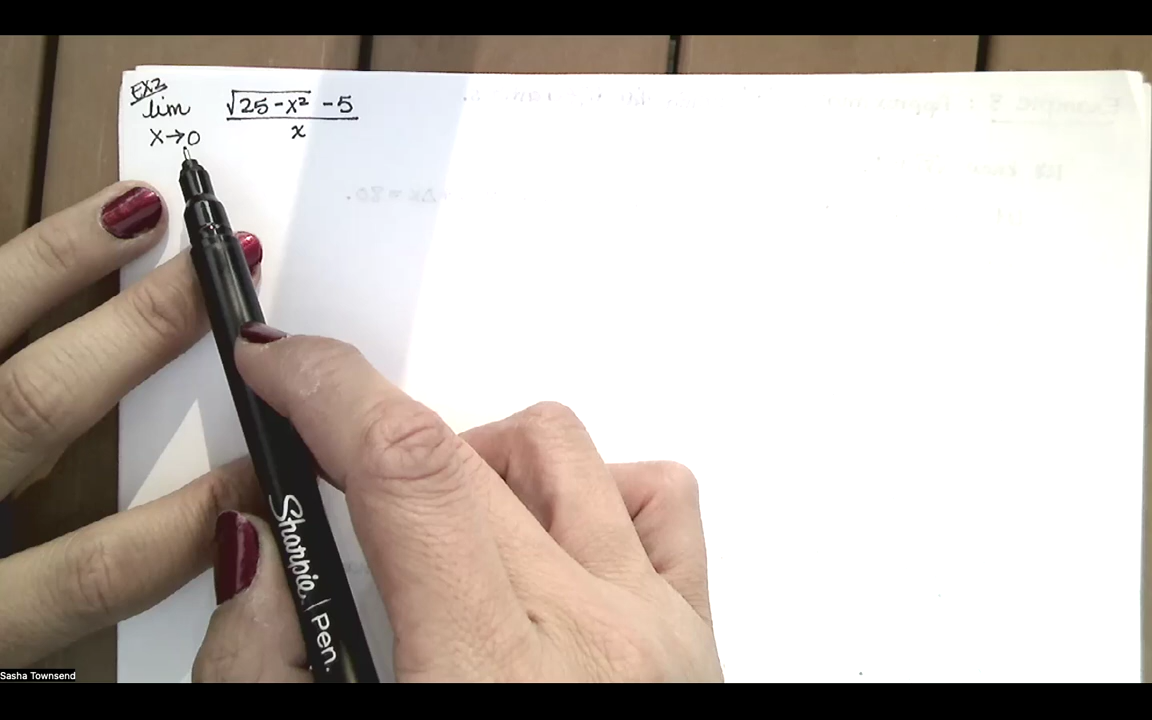 EX2
lim √25-x² - 5
x→0 x
Sharpie | Pen.
Sasha Townsend